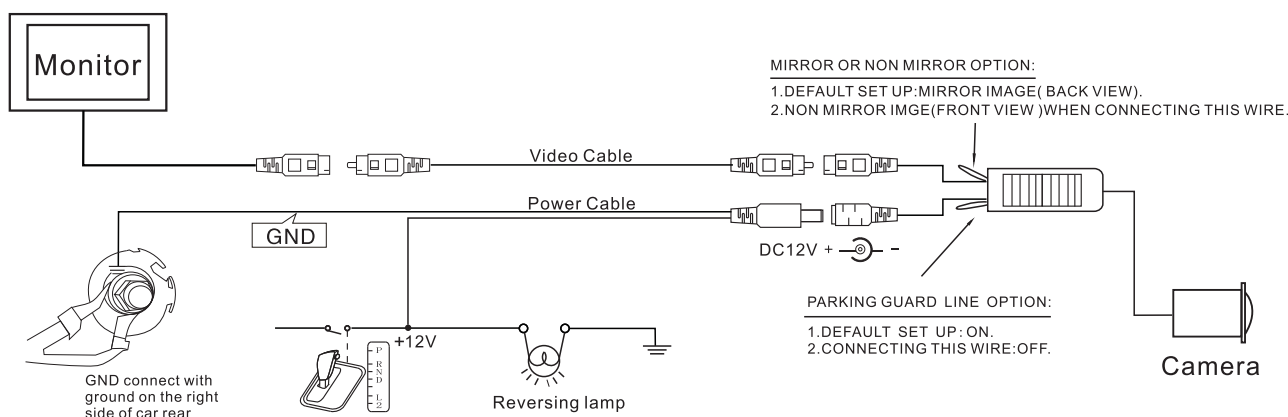 Monitor
MIRROR OR NON MIRROR OPTION:
1.DEFAULT SET UP:MIRROR IMAGE( BACK VIEW).
2.NON MIRROR IMGE(FRONT VIEW )WHEN CONNECTING THIS WIRE.
Video Cable
Power Cable
GND
DC12V + -
PARKING GUARD LINE OPTION:
1.DEFAULT SET UP: ON.
2.CONNECTING THIS WIRE:OFF.
+12V
P
R
N
D
L
2
Camera
GND connect with
ground on the right
side of car rear
Reversing lamp